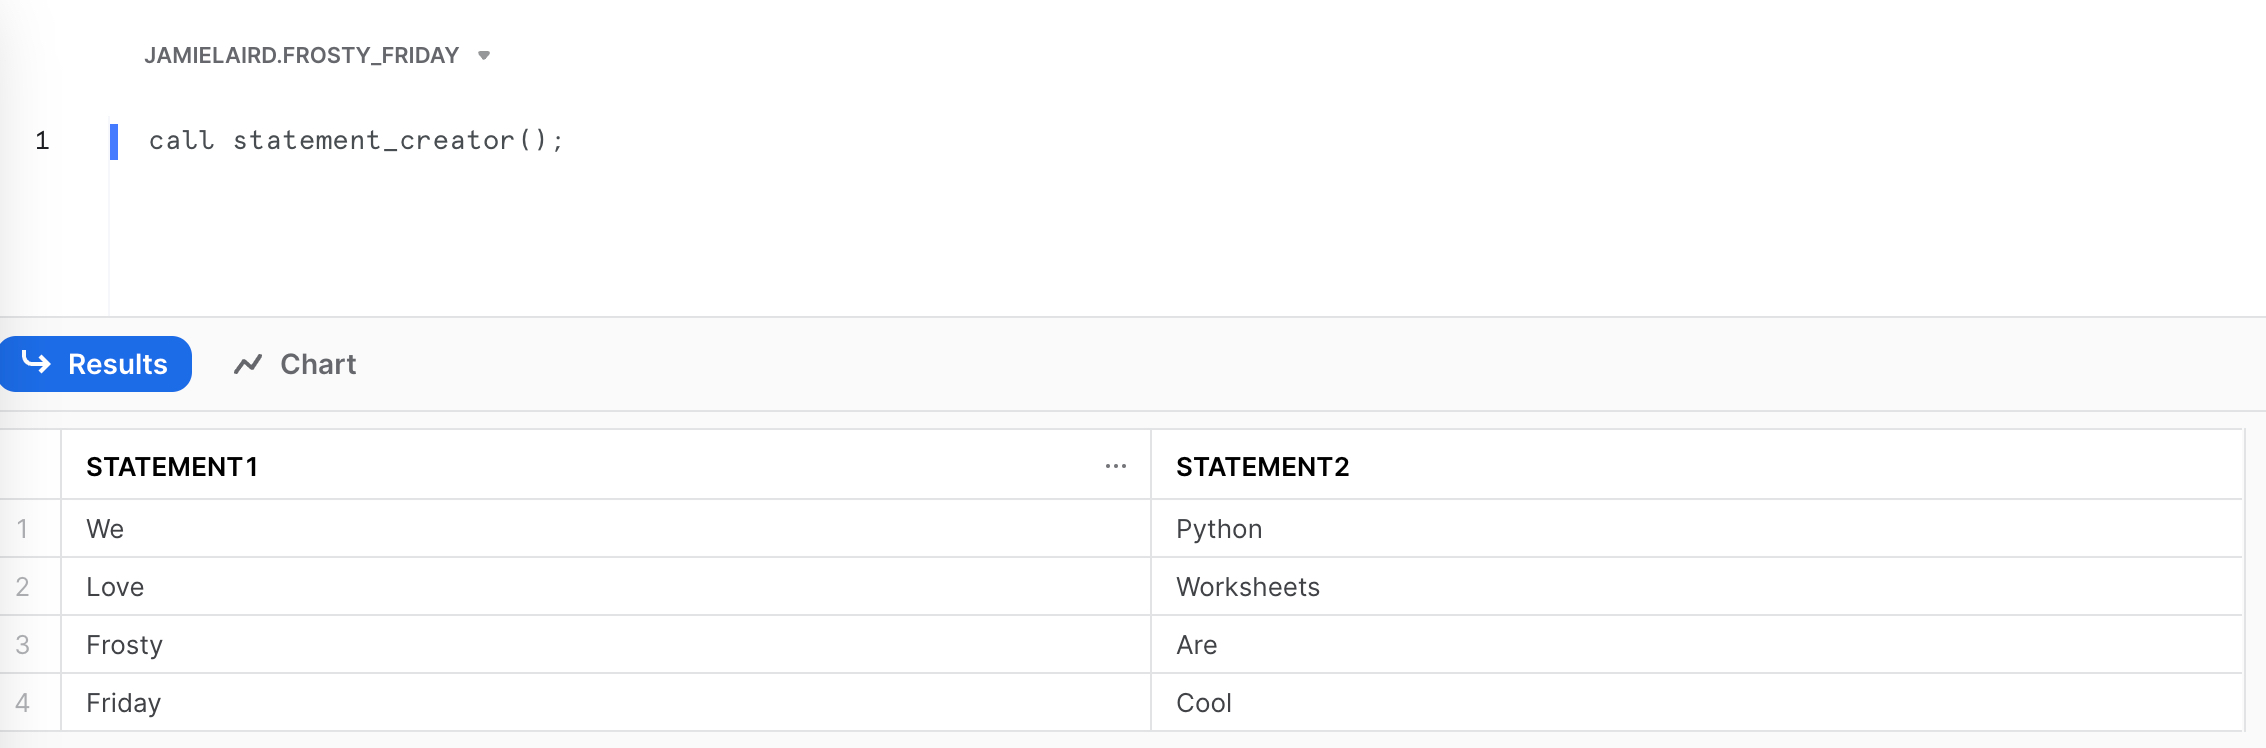 JAMIELAIRD.FROSTY_FRIDAY
1 call statement_creator();
Results Chart
STATEMENT1 ... STATEMENT2
1 We Python
2 Love Worksheets
3 Frosty Are
4 Friday Cool